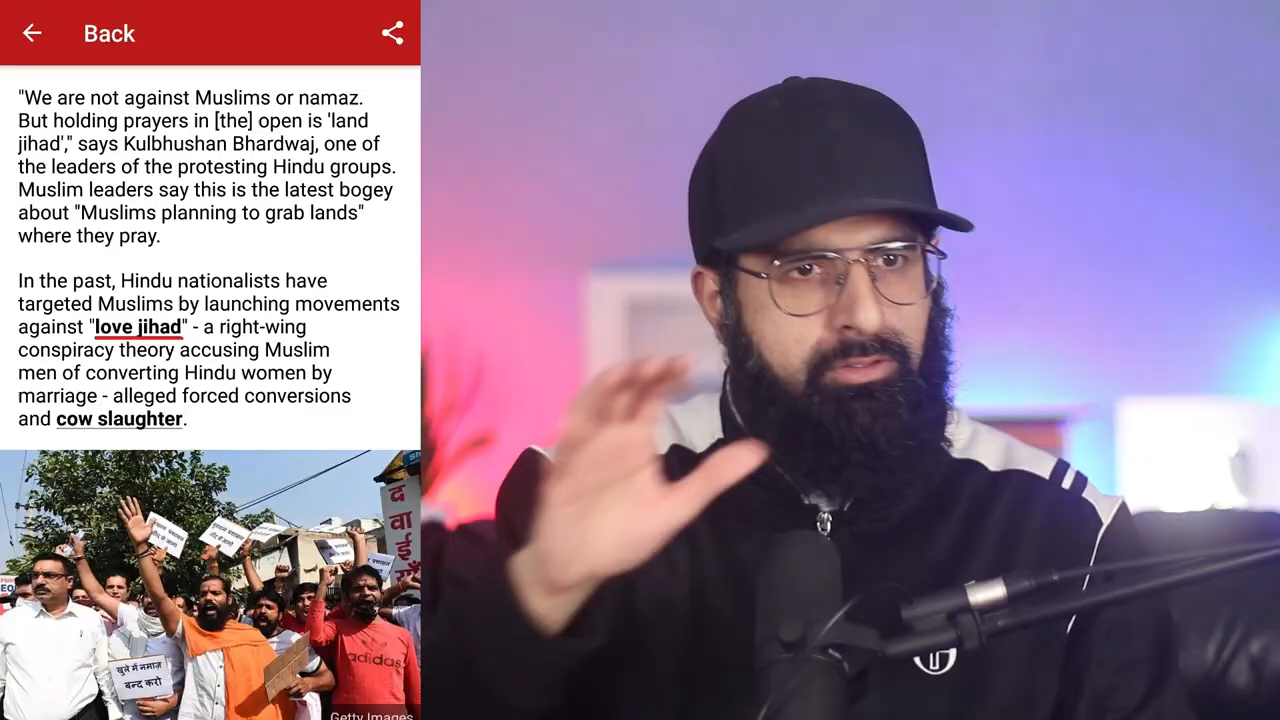 Back
"We are not against Muslims or namaz.
But holding prayers in [the] open is 'land
jihad'," says Kulbhushan Bhardwaj, one of
the leaders of the protesting Hindu groups.
Muslim leaders say this is the latest bogey
about "Muslims planning to grab lands"
where they pray.
In the past, Hindu nationalists have
targeted Muslims by launching movements
against "love jihad" - a right-wing
conspiracy theory accusing Muslim
men of converting Hindu women by
marriage - alleged forced conversions
and cow slaughter.
द
वा
ई
खुले में नमाज़
बन्द करो
adidas
Getty Images